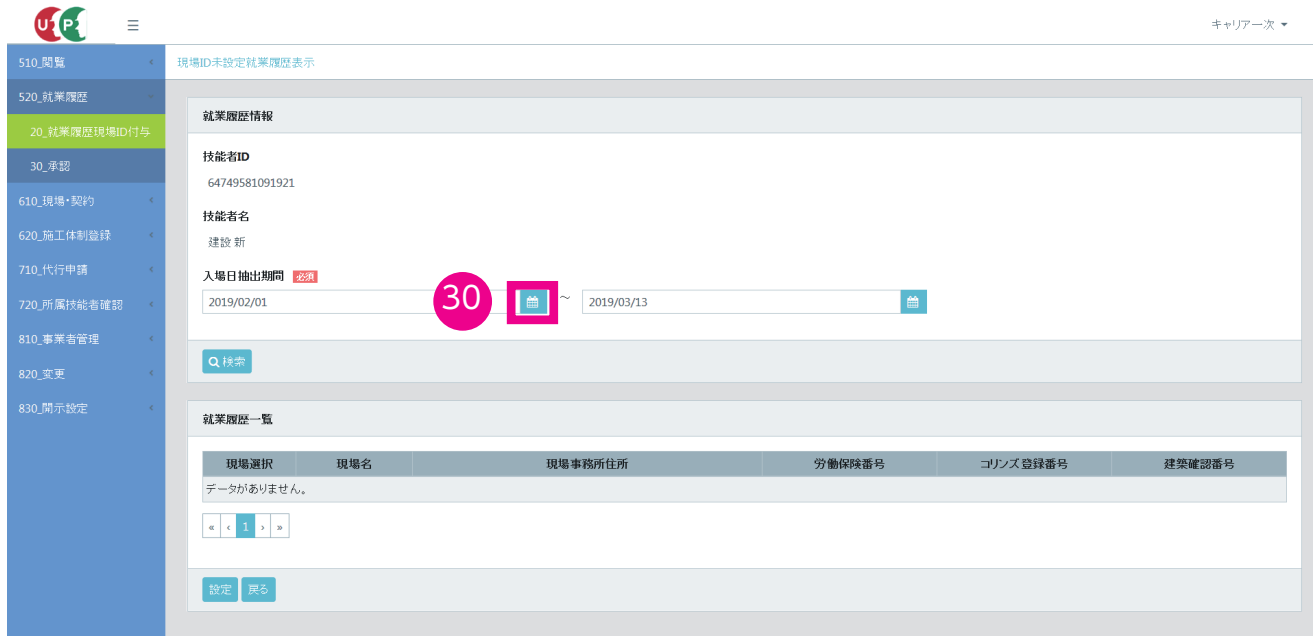 U P
キャリアー次
510_閲覧
現場ID未設定就業履歴表示
520_就業履歴
20_就業履歴現場ID付与
30_承認
610_現場・契約
620_施工体制登録
710_代行申請
720_所属技能者確認
810_事業者管理
820_変更
830_開示設定
就業履歴情報
技能者ID
64749581091921
技能者名
建設 新
入場日抽出期間 必須
2019/02/01 30 ～ 2019/03/13
検索
就業履歴一覧
現場選択 現場名 現場事務所住所 労働保険番号 コリンズ登録番号 建築確認番号
データがありません。
« ‹ 1 › »
設定 戻る